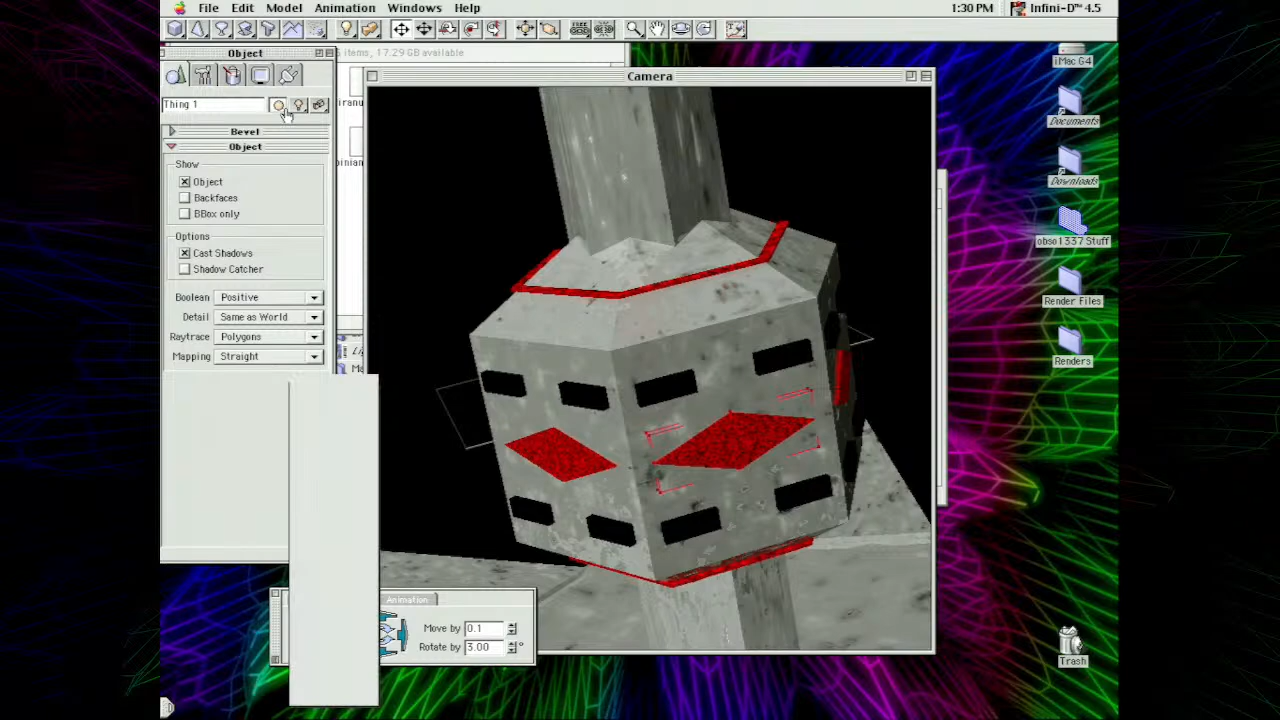 File Edit Model Animation Windows Help 1:30 PM Infini-D™ 4.5
Object
5 items, 17.29 GB available
Camera
Thing 1
Bevel
Object
Show
Object
Backfaces
BBox only
Options
Cast Shadows
Shadow Catcher
Boolean Positive
Detail Same as World
Raytrace Polygons
Mapping Straight
Animation
Move by 0.1
Rotate by 3.00 °
iMac G4
Documents
Downloads
obsol337 Stuff
Render Files
Renders
Trash